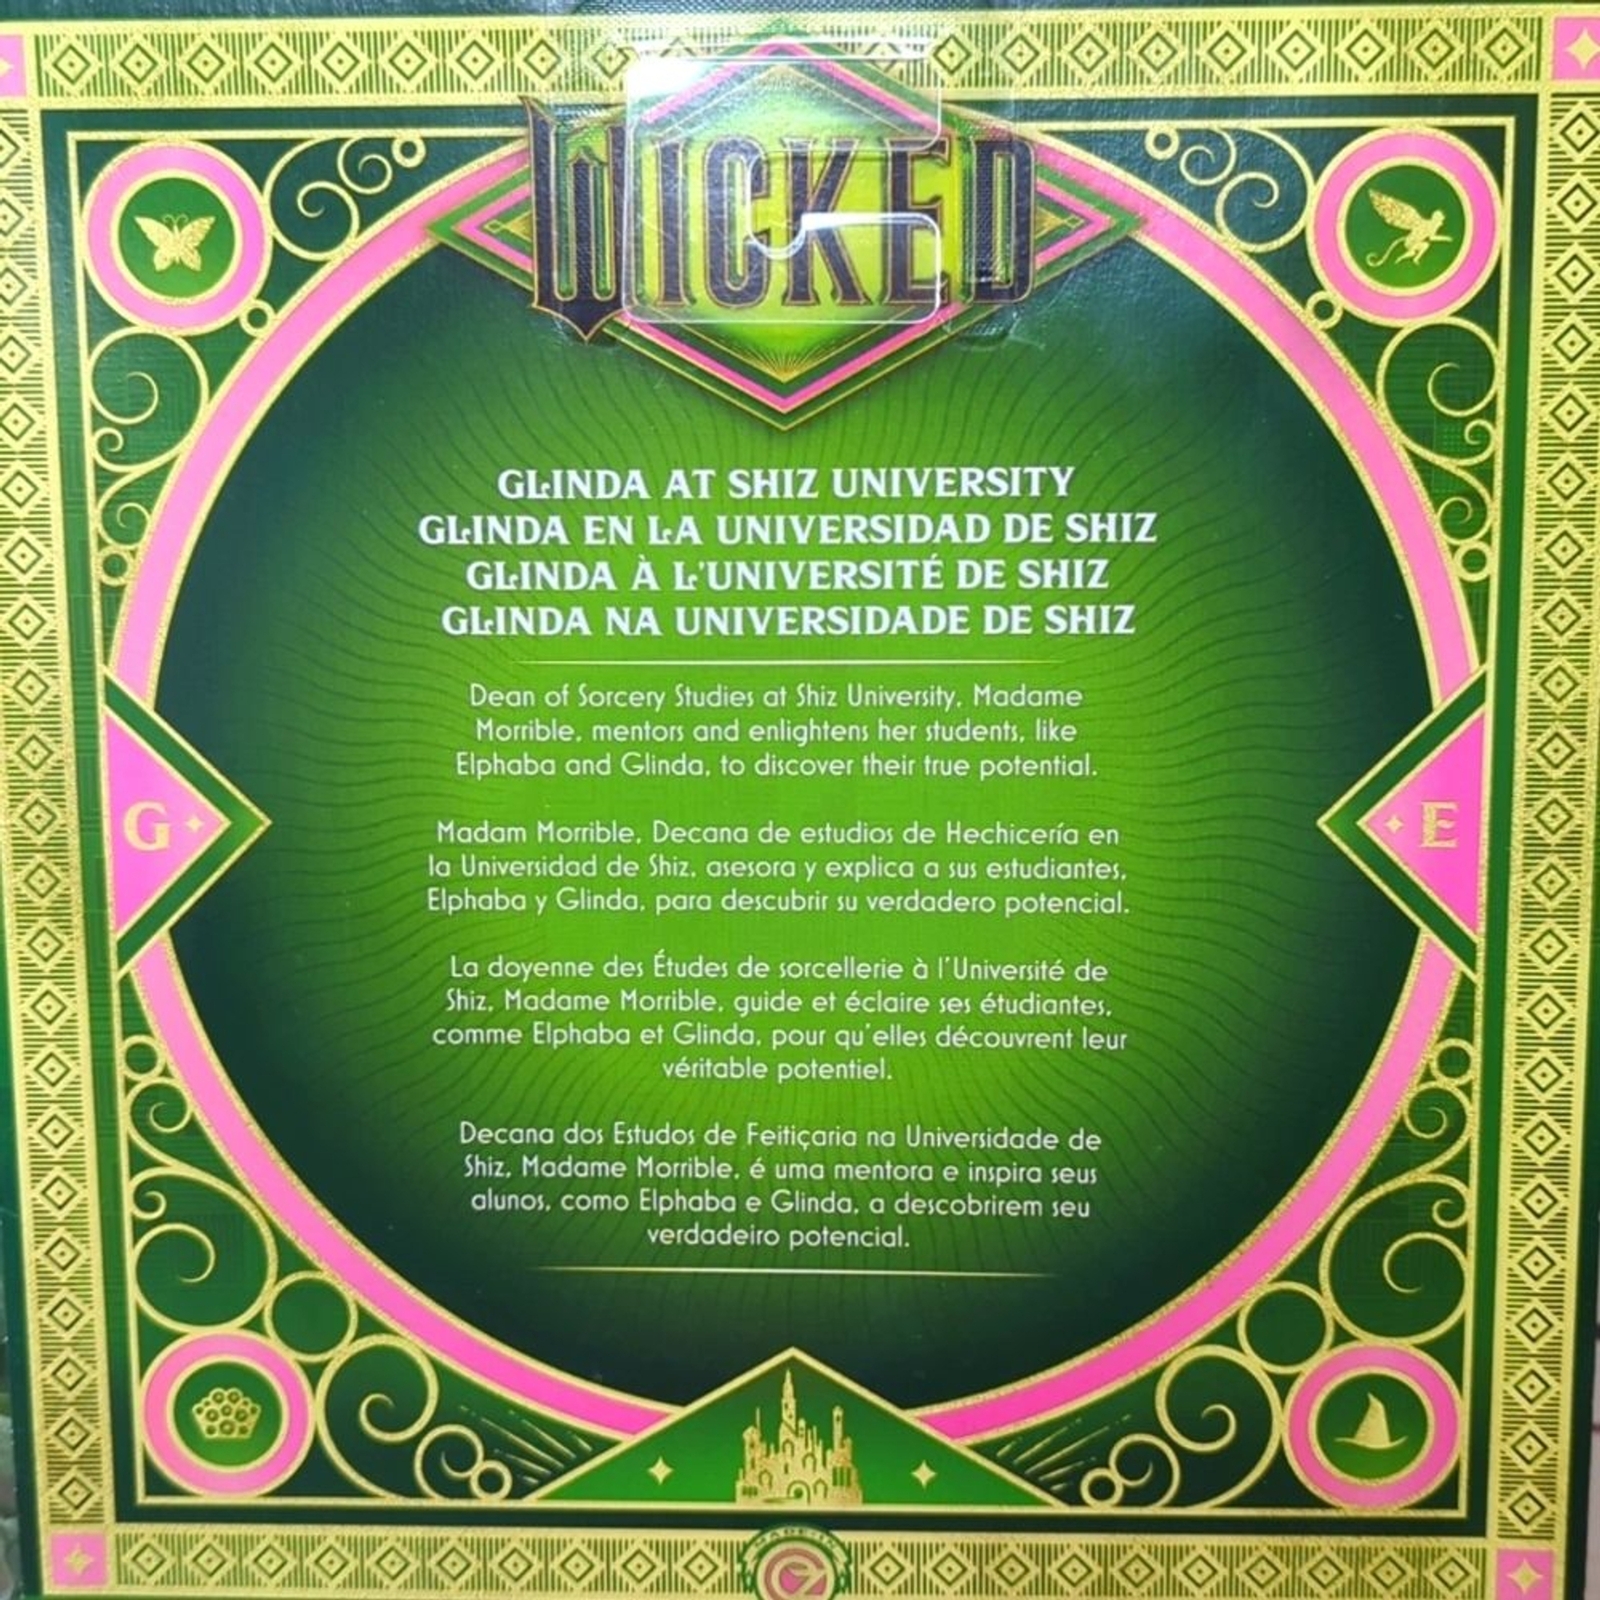 WICKED
GLINDA AT SHIZ UNIVERSITY
GLINDA EN LA UNIVERSIDAD DE SHIZ
GLINDA À L'UNIVERSITÉ DE SHIZ
GLINDA NA UNIVERSIDADE DE SHIZ
Dean of Sorcery Studies at Shiz University, Madame
Morrible, mentors and enlightens her students, like
Elphaba and Glinda, to discover their true potential.
G
E
Madam Morrible, Decana de estudios de Hechicería en
la Universidad de Shiz, asesora y explica a sus estudiantes,
Elphaba y Glinda, para descubrir su verdadero potencial.
La doyenne des Études de sorcellerie à l'Université de
Shiz, Madame Morrible, guide et éclaire ses étudiantes,
comme Elphaba et Glinda, pour qu'elles découvrent leur
véritable potentiel.
Decana dos Estudos de Feitiçaria na Universidade de
Shiz, Madame Morrible, é uma mentora e inspira seus
alunos, como Elphaba e Glinda, a descobrirem seu
verdadeiro potencial.
MADE IN
OZ